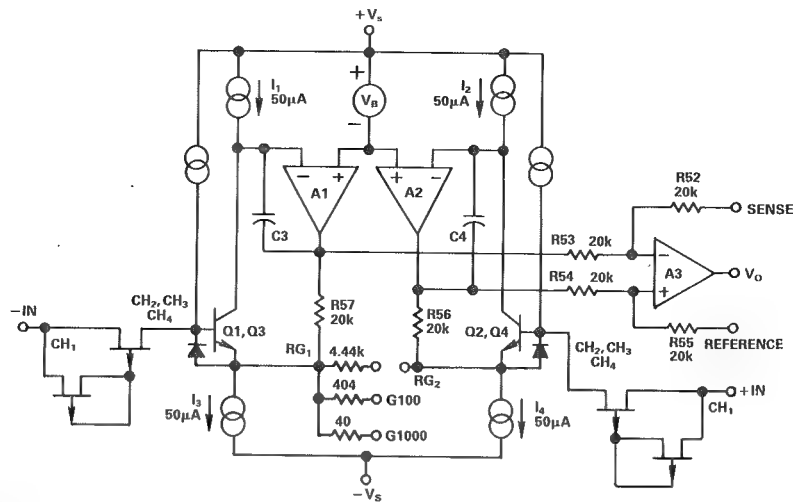 +Vs
I1
50μA
+
VB
−
I2
50μA
− +
A1
+ −
A2
C3
C4
R52
20k
SENSE
R53
20k
R54
20k
−
+
A3
VO
R55
20k
REFERENCE
R57
20k
R56
20k
−IN
CH1
CH2, CH3
CH4
Q1, Q3
Q2, Q4
RG1
4.44k
RG2
404
G100
40
G1000
I3
50μA
I4
50μA
CH2, CH3
CH4
+IN
CH1
−Vs